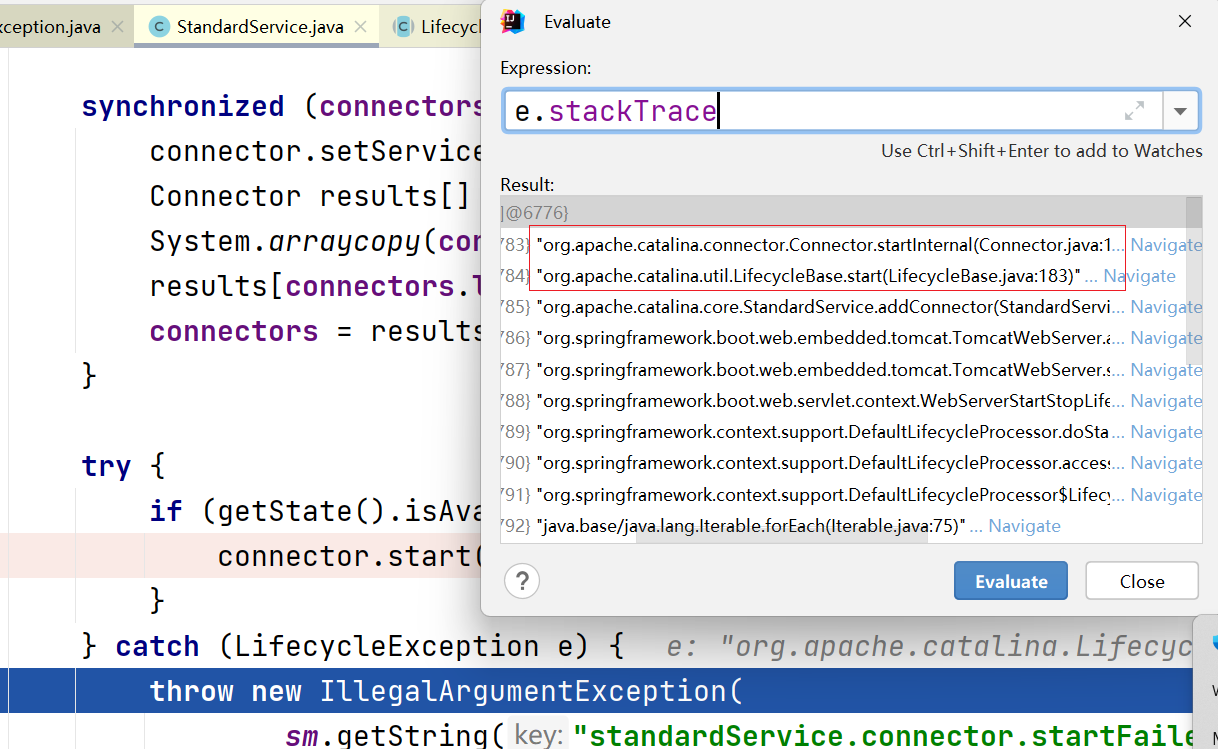 xception.java
StandardService.java
Lifecycl
synchronized (connectors
connector.setService
Connector results[]
System.arraycopy(con
results[connectors.l
connectors = results
}
try {
if (getState().isAva
connector.start(
}
} catch (LifecycleException e) { e: "org.apache.catalina.Lifecyc
throw new IllegalArgumentException(
sm.getString( key: "standardService.connector.startFaile
Evaluate
Expression:
e.stackTrace
Use Ctrl+Shift+Enter to add to Watches
Result:
]@6776}
783} "org.apache.catalina.connector.Connector.startInternal(Connector.java:1... Navigate
784} "org.apache.catalina.util.LifecycleBase.start(LifecycleBase.java:183)" ... Navigate
785} "org.apache.catalina.core.StandardService.addConnector(StandardServi... Navigate
786} "org.springframework.boot.web.embedded.tomcat.TomcatWebServer.a... Navigate
787} "org.springframework.boot.web.embedded.tomcat.TomcatWebServer.s... Navigate
788} "org.springframework.boot.web.servlet.context.WebServerStartStopLife... Navigate
789} "org.springframework.context.support.DefaultLifecycleProcessor.doSta... Navigate
790} "org.springframework.context.support.DefaultLifecycleProcessor.access... Navigate
791} "org.springframework.context.support.DefaultLifecycleProcessor$Lifecy... Navigate
792} "java.base/java.lang.Iterable.forEach(Iterable.java:75)" ... Navigate
?
Evaluate
Close